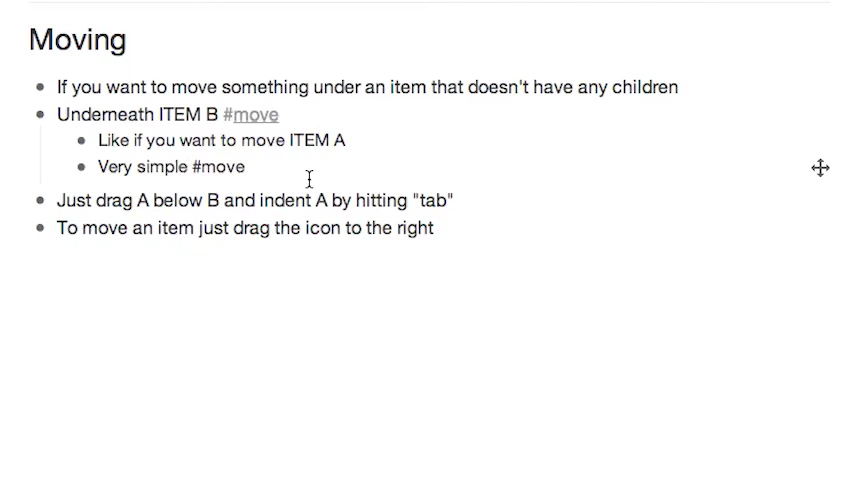 Moving
If you want to move something under an item that doesn't have any children
Underneath ITEM B #move
Like if you want to move ITEM A
Very simple #move
Just drag A below B and indent A by hitting "tab"
To move an item just drag the icon to the right